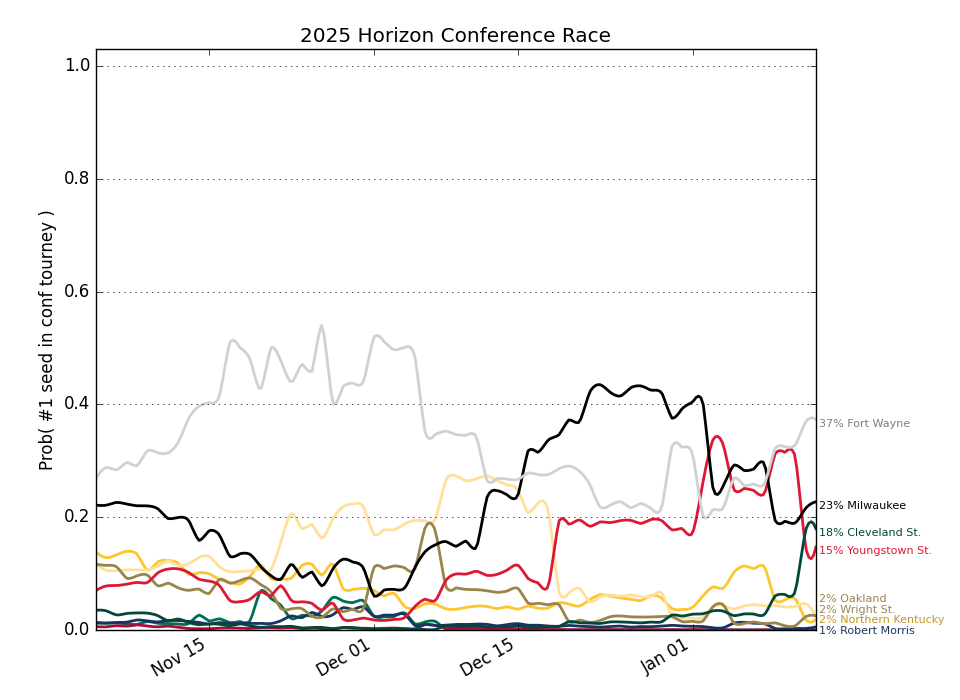 2025 Horizon Conference Race
Prob( #1 seed in conf tourney )
1.0
0.8
0.6
0.4
0.2
0.0
Nov 15
Dec 01
Dec 15
Jan 01
37% Fort Wayne
23% Milwaukee
18% Cleveland St.
15% Youngstown St.
2% Oakland
2% Wright St.
2% Northern Kentucky
1% Robert Morris